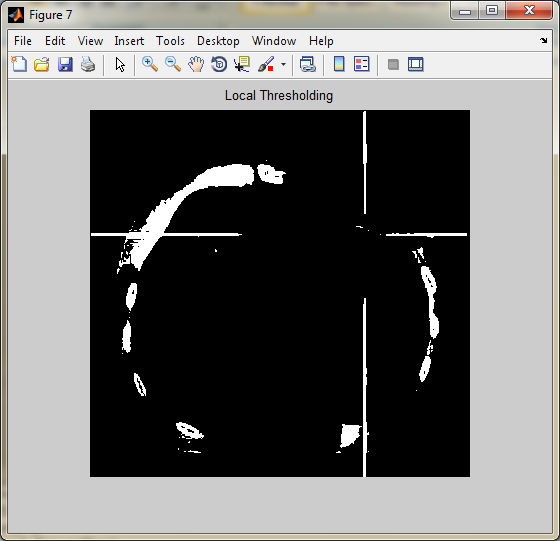 Figure 7
File Edit View Insert Tools Desktop Window Help
Local Thresholding